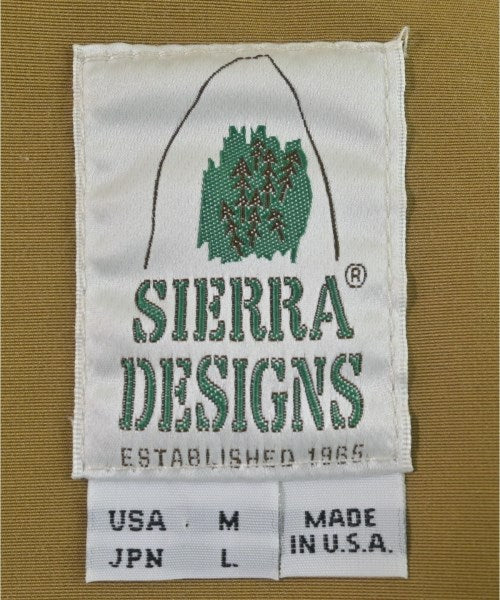 SIERRA®
DESIGNS
ESTABLISHED 1965.
USA M
JPN L
MADE
IN U.S.A.